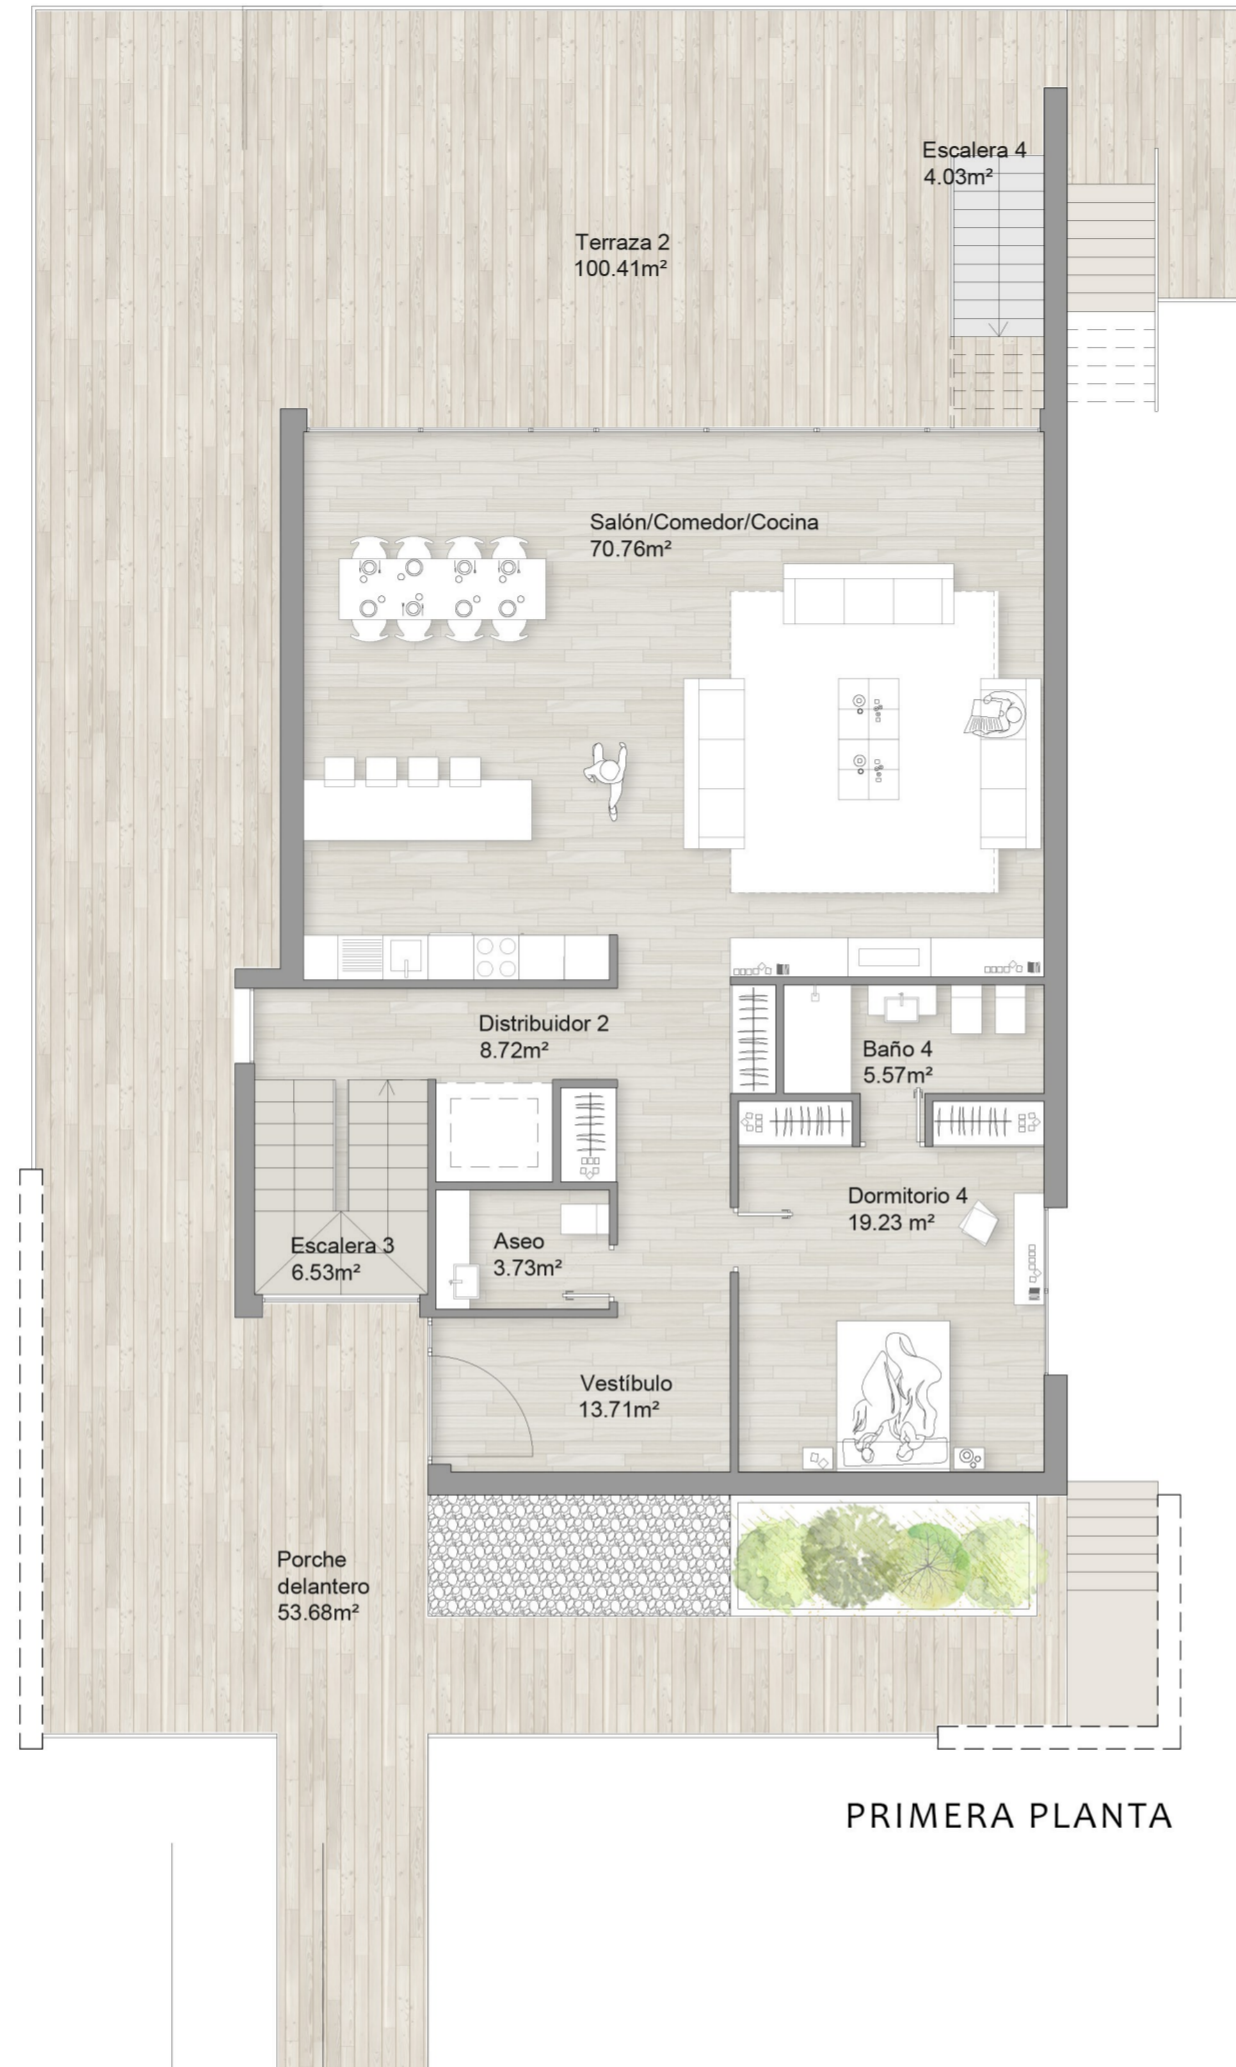 Escalera 4
4.03m²
Terraza 2
100.41m²
Salón/Comedor/Cocina
70.76m²
Distribuidor 2
8.72m²
Baño 4
5.57m²
Dormitorio 4
19.23 m²
Escalera 3
6.53m²
Aseo
3.73m²
Vestíbulo
13.71m²
Porche
delantero
53.68m²
PRIMERA PLANTA